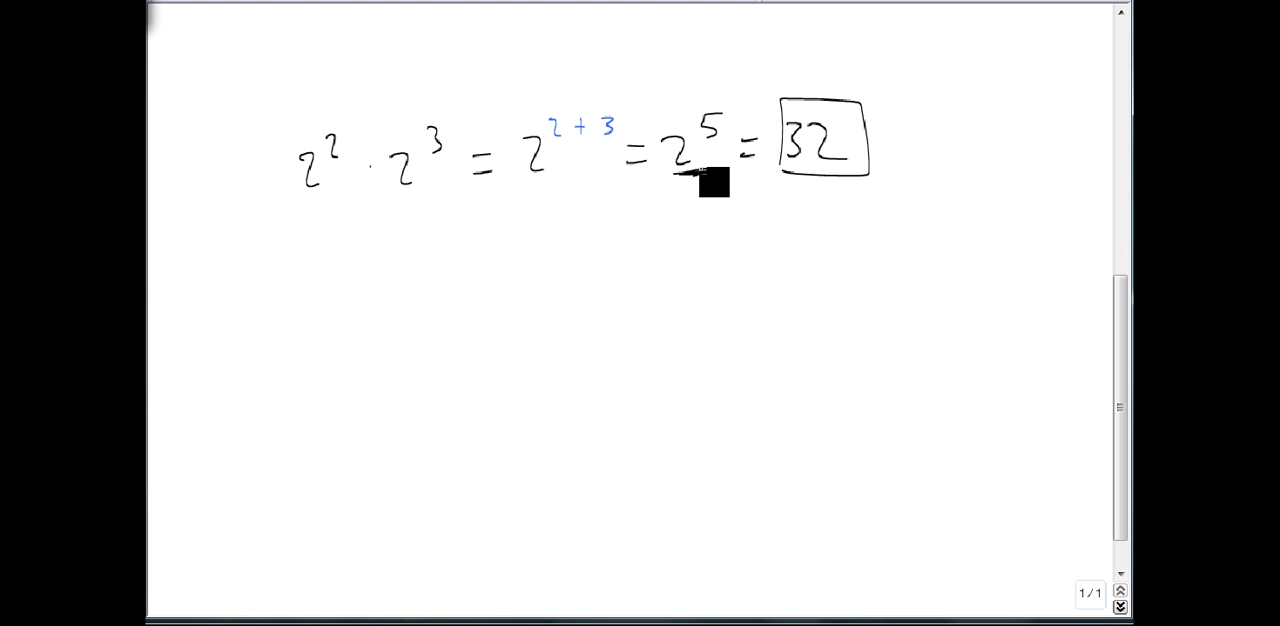 2² · 2³ = 2²⁺³ = 2⁵ = 32
1/1